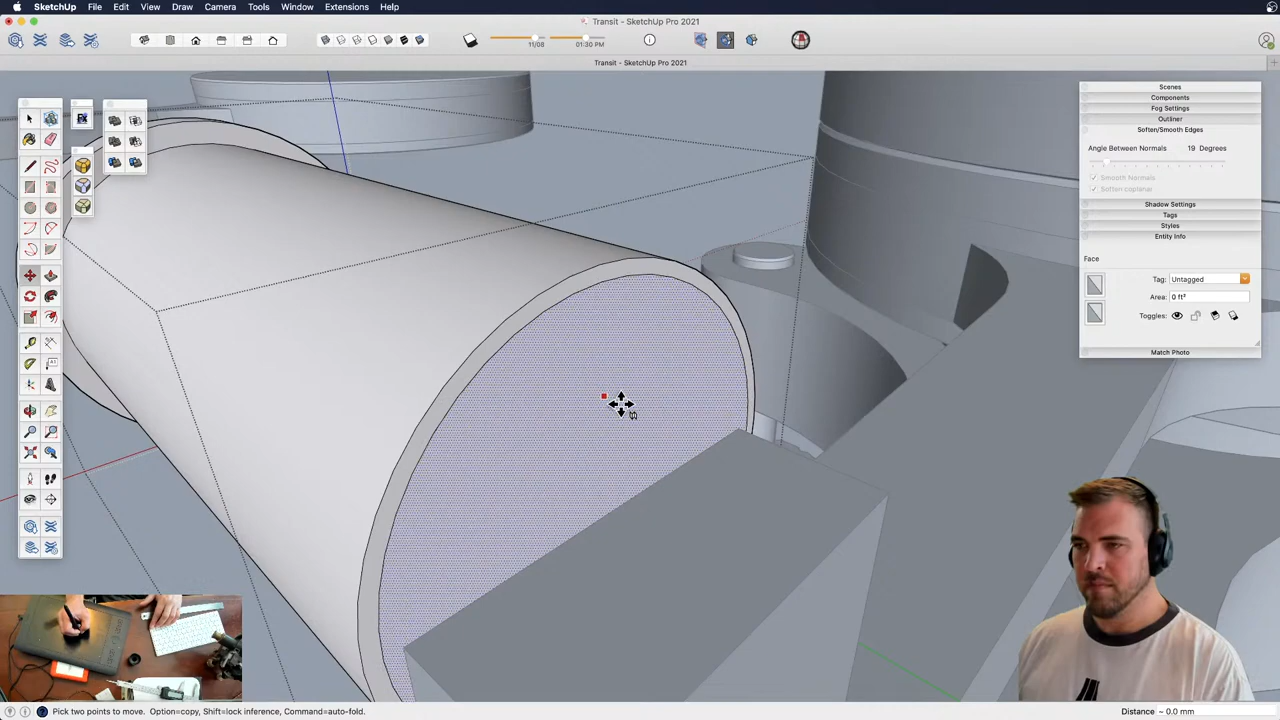 SketchUp File Edit View Draw Camera Tools Window Extensions Help
Transit - SketchUp Pro 2021
11/08 01:30 PM
Transit - SketchUp Pro 2021
Scenes
Components
Fog Settings
Outliner
Soften/Smooth Edges
Angle Between Normals 19 Degrees
Smooth Normals
Soften coplanar
Shadow Settings
Tags
Styles
Entity Info
Face
Tag: Untagged
Area: 0 ft²
Toggles:
Match Photo
Pick two points to move. Option=copy, Shift=lock inference, Command=auto-fold.
Distance ~ 0.0 mm